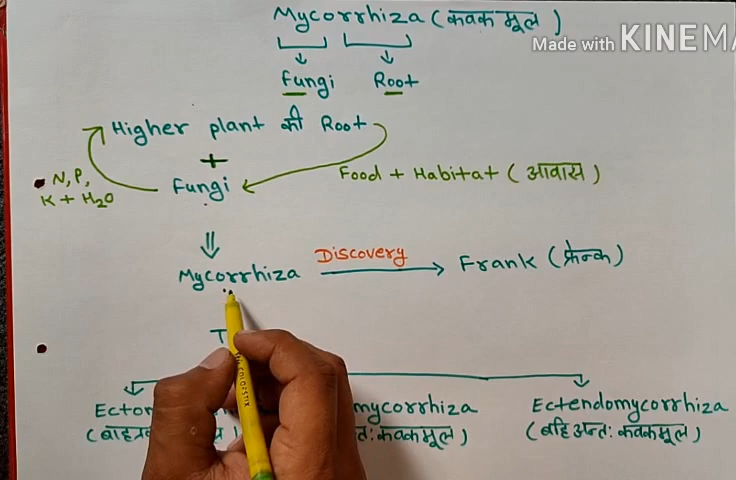 Mycorrhiza (कवक मूल)
Made with KINEMA
Fungi Root
Higher plant की Root
+
N, P,
K + H2O
Fungi
Food + Habitat (आवास)
⇓
Mycorrhiza Discovery → Frank (फ्रेन्क)
mycorrhiza Ectendomycorrhiza
कवकमूल) (बहि अन्त: कवकमूल)